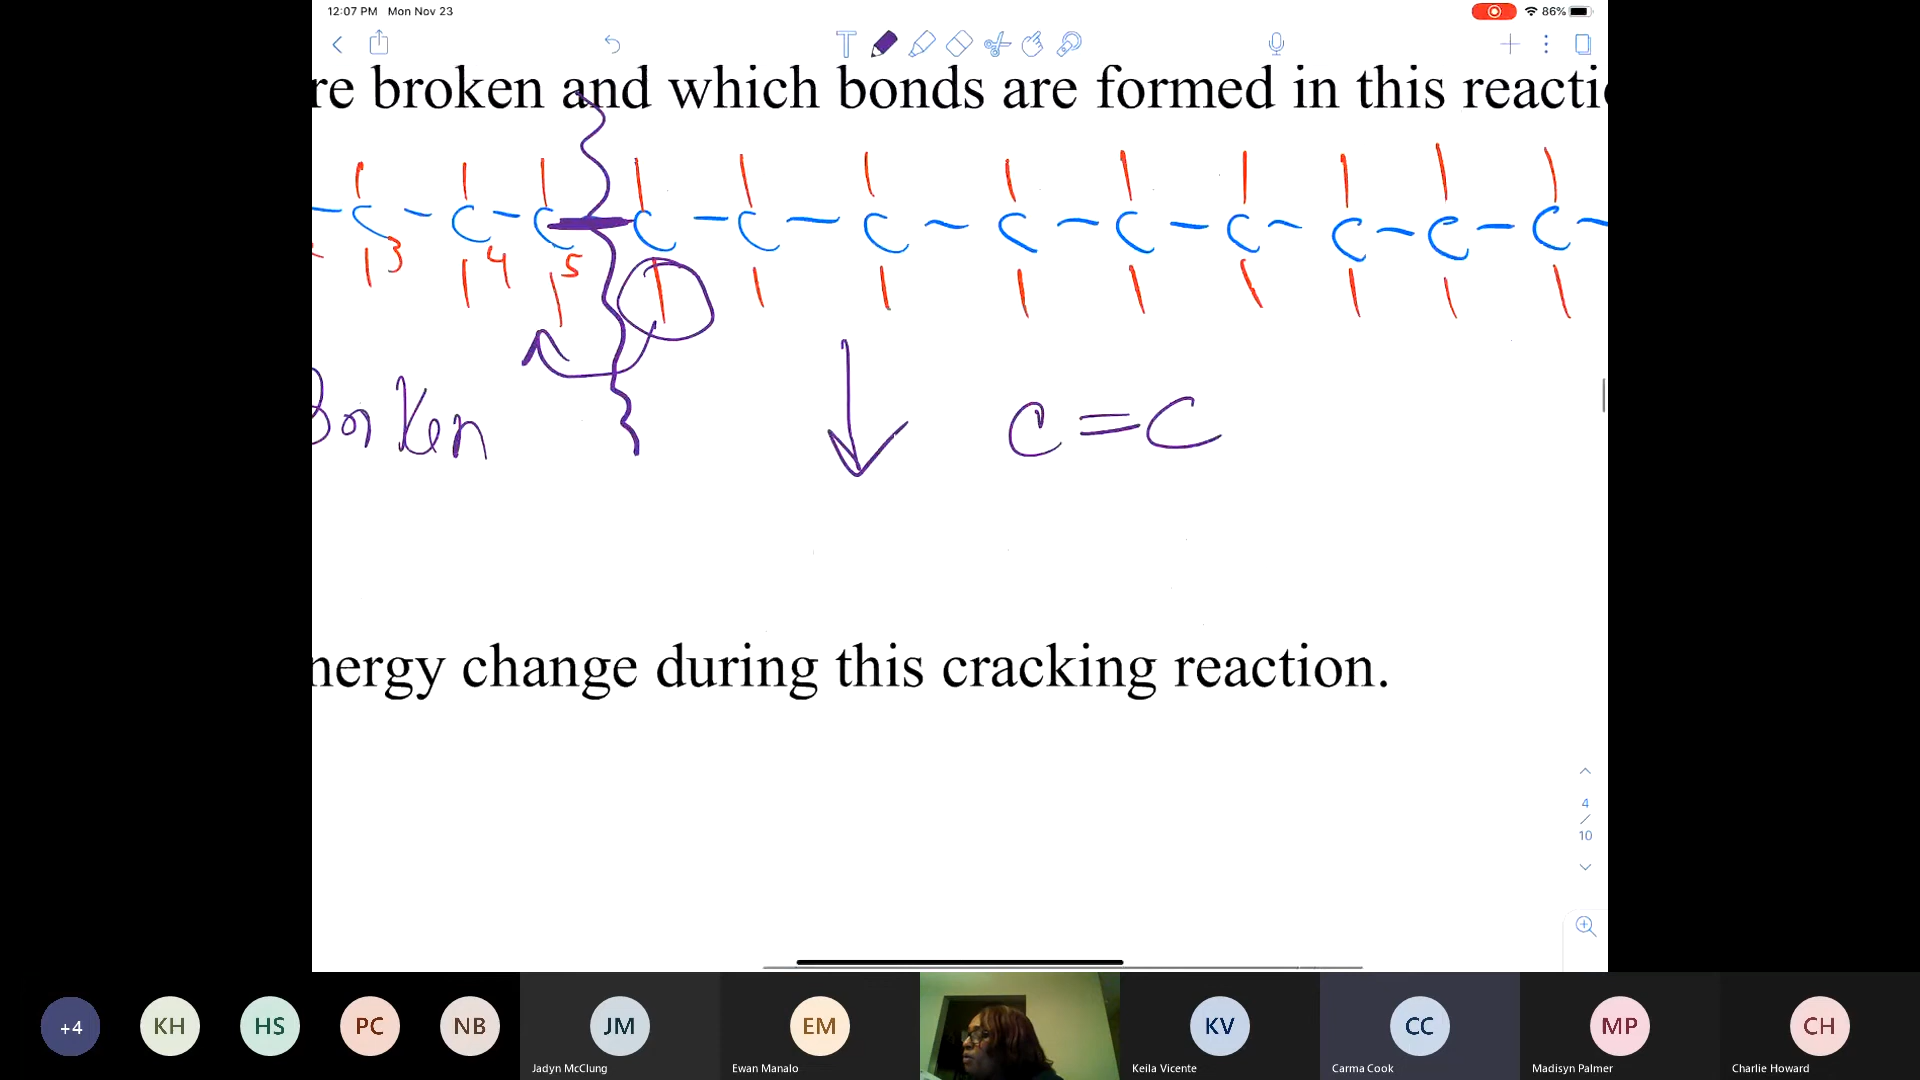 12:07 PM Mon Nov 23
86%
T
re broken and which bonds are formed in this reacti
C - C - C - C - C - C - C - C - C - C - C - C -
3 4 5
Broken
C = C
nergy change during this cracking reaction.
4
/
10
+4 KH HS PC NB JM EM KV CC MP CH
Jadyn McClung Ewan Manalo Keila Vicente Carma Cook Madisyn Palmer Charlie Howard